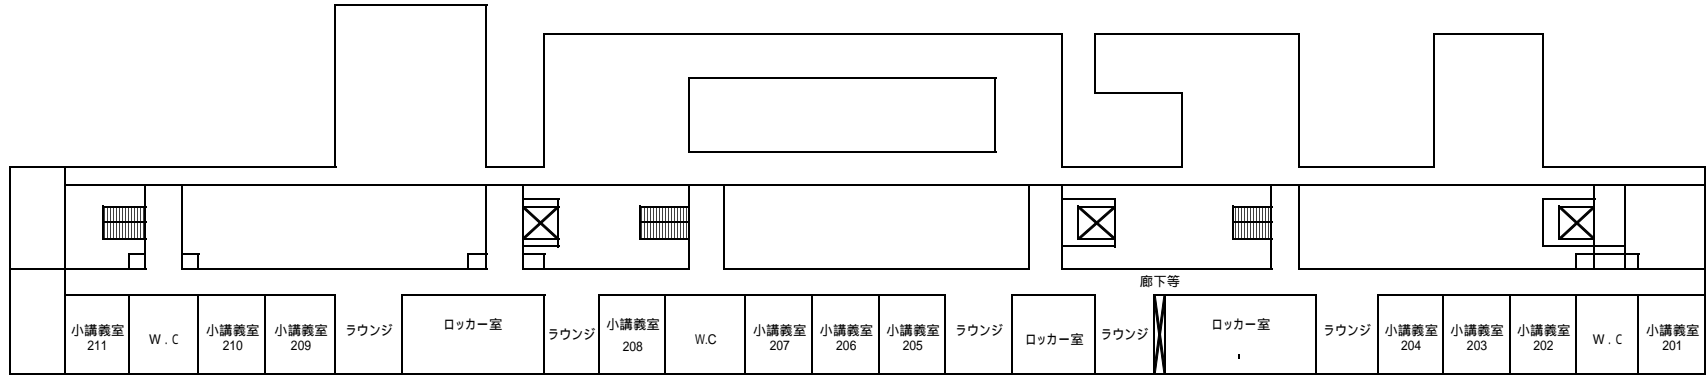 廊下等
小講義室
211
W．C
小講義室
210
小講義室
209
ラウンジ
ロッカー室
ラウンジ
小講義室
208
W.C
小講義室
207
小講義室
206
小講義室
205
ラウンジ
ロッカー室
ラウンジ
ロッカー室
ラウンジ
小講義室
204
小講義室
203
小講義室
202
W．C
小講義室
201